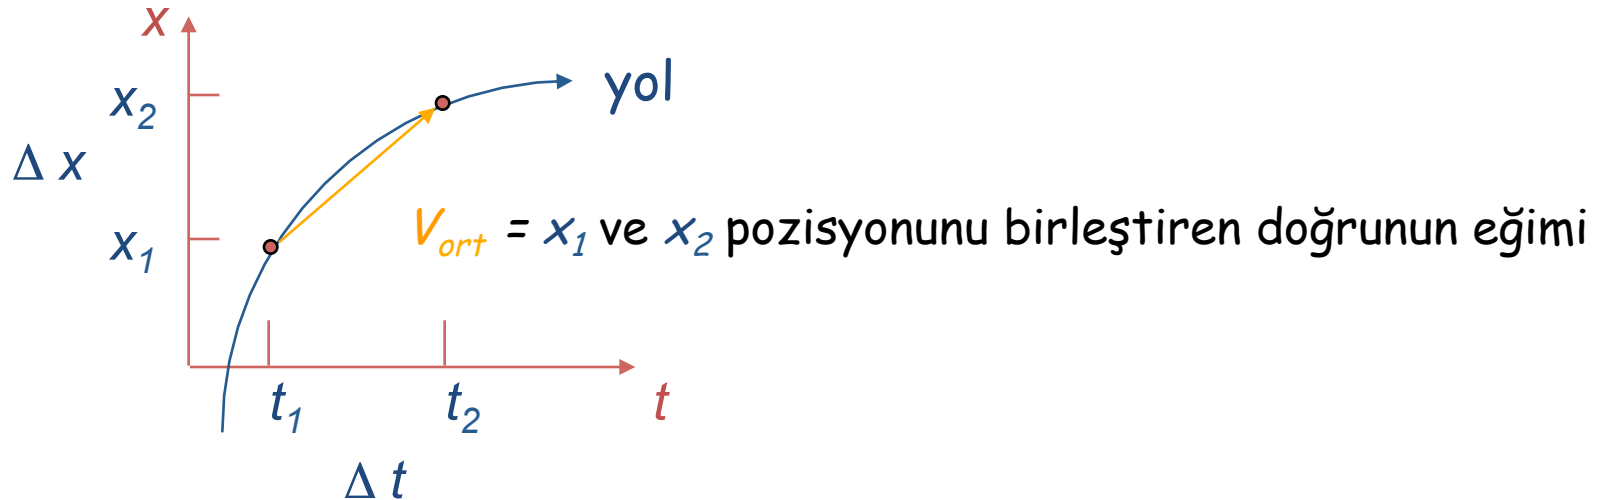 x
x2
yol
Δ x
x1
Vort = x1 ve x2 pozisyonunu birleştiren doğrunun eğimi
t1
t2
t
Δ t